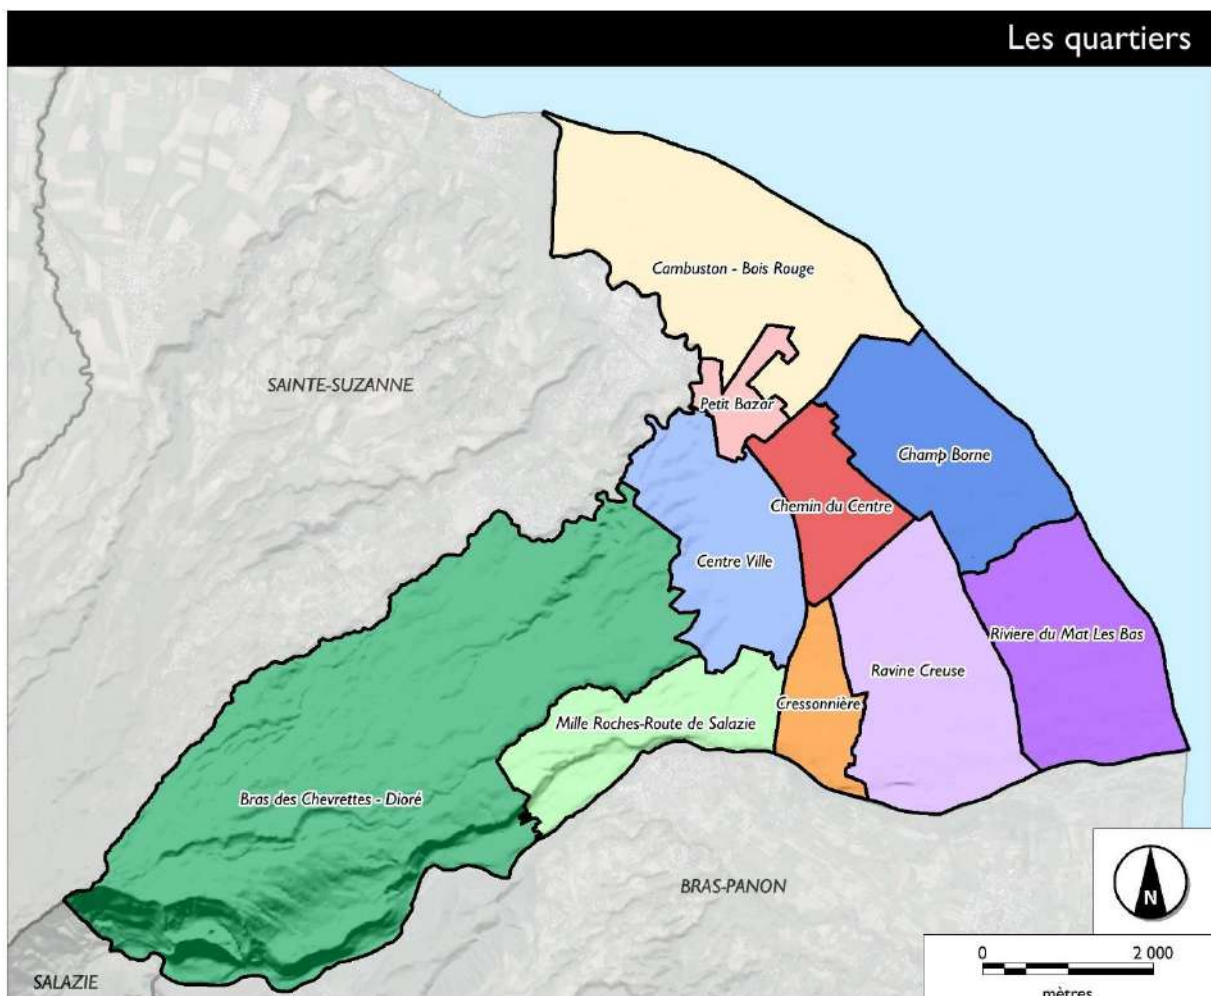 Les quartiers
Cambuston - Bois Rouge
SAINTE-SUZANNE
Petit Bazar
Champ Borne
Chemin du Centre
Centre Ville
Riviere du Mat Les Bas
Ravine Creuse
Cressonnière
Mille Roches-Route de Salazie
Bras des Chevrettes - Dioré
BRAS-PANON
N
0 2 000
mètres
SALAZIE